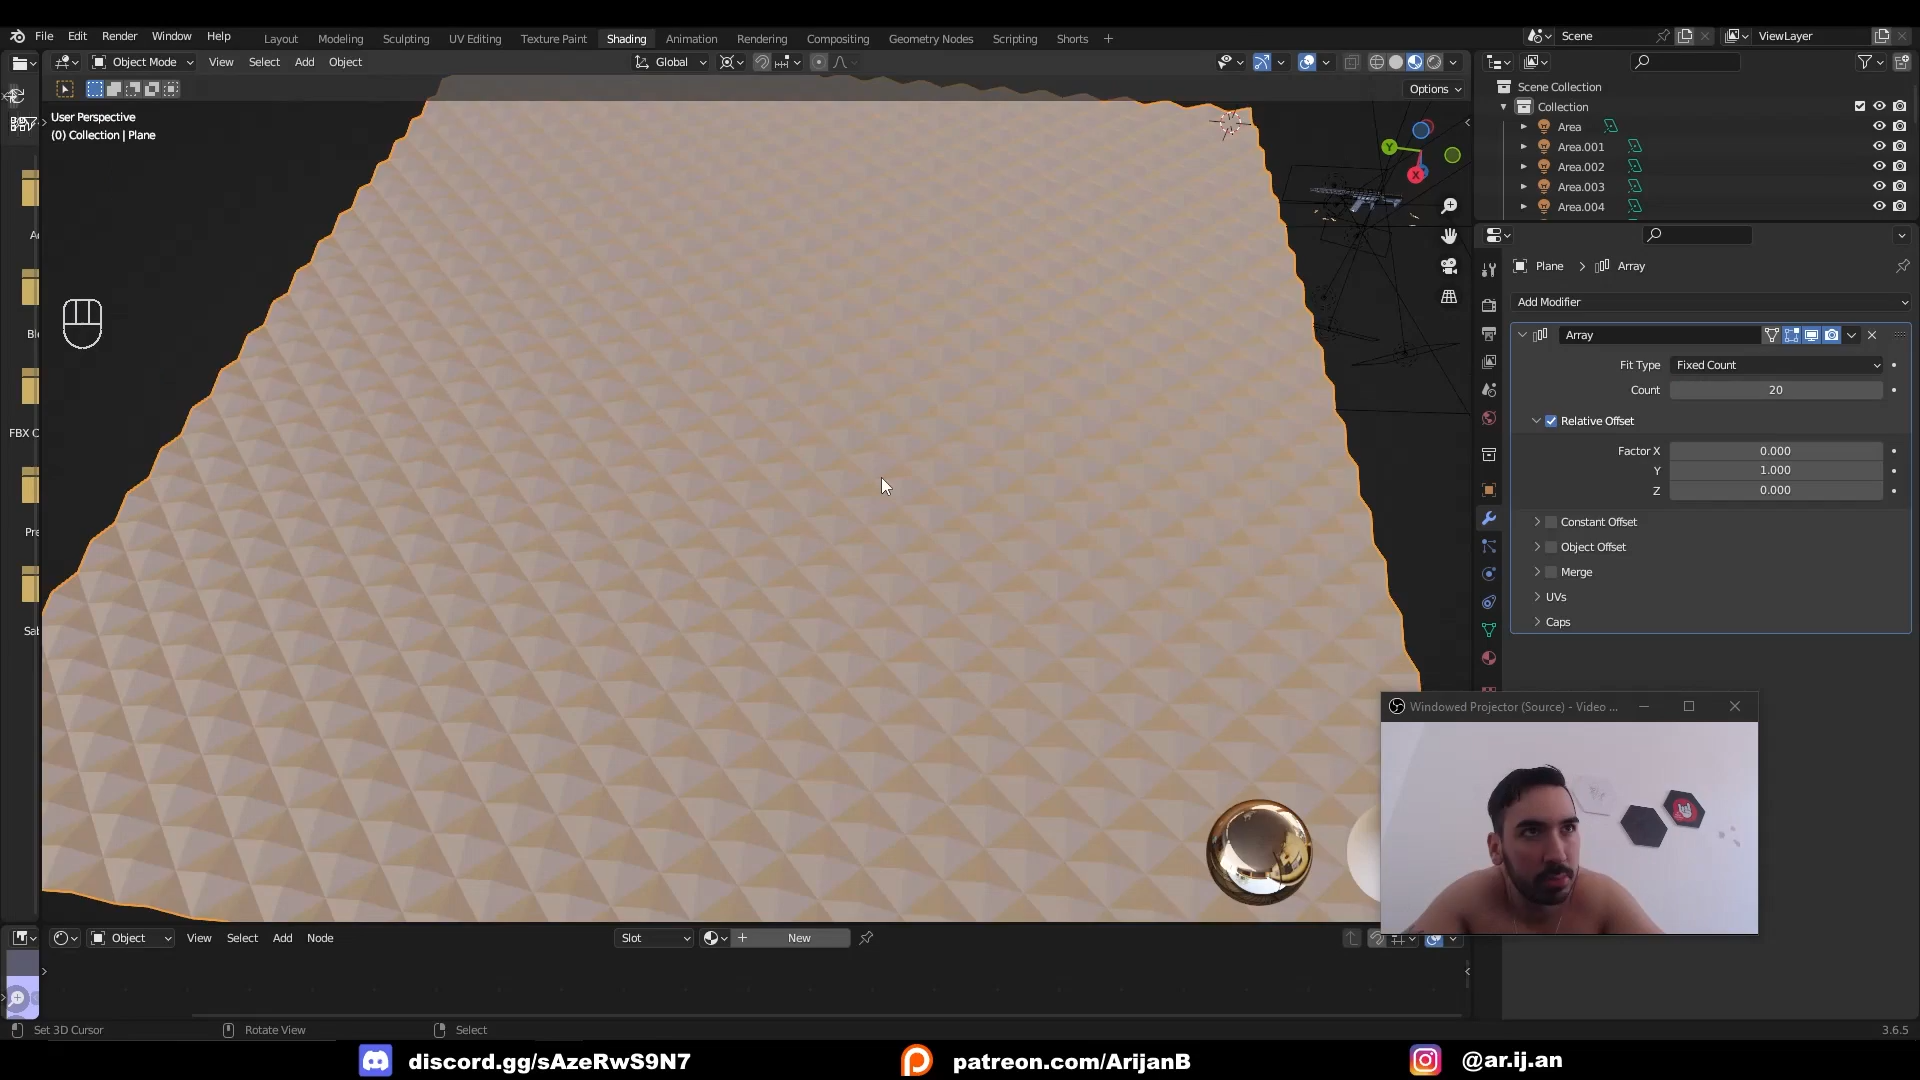 File Edit Render Window Help
Layout Modeling Sculpting UV Editing Texture Paint Shading Animation Rendering Compositing Geometry Nodes Scripting Shorts
Scene
ViewLayer
Object Mode View Select Add Object
Global
Options
User Perspective
(0) Collection | Plane
Y
X
Scene Collection
Collection
Area
Area.001
Area.002
Area.003
Area.004
Plane > Array
Add Modifier
Array
Fit Type Fixed Count
Count 20
Relative Offset
Factor X 0.000
Y 1.000
Z 0.000
Constant Offset
Object Offset
Merge
UVs
Caps
Ac
Ble
FBX C
Pre
Sab
Windowed Projector (Source) - Video ...
Object View Select Add Node
Slot
New
Set 3D Cursor
Rotate View
Select
3.6.5
discord.gg/sAzeRwS9N7
patreon.com/ArijanB
@ar.ij.an